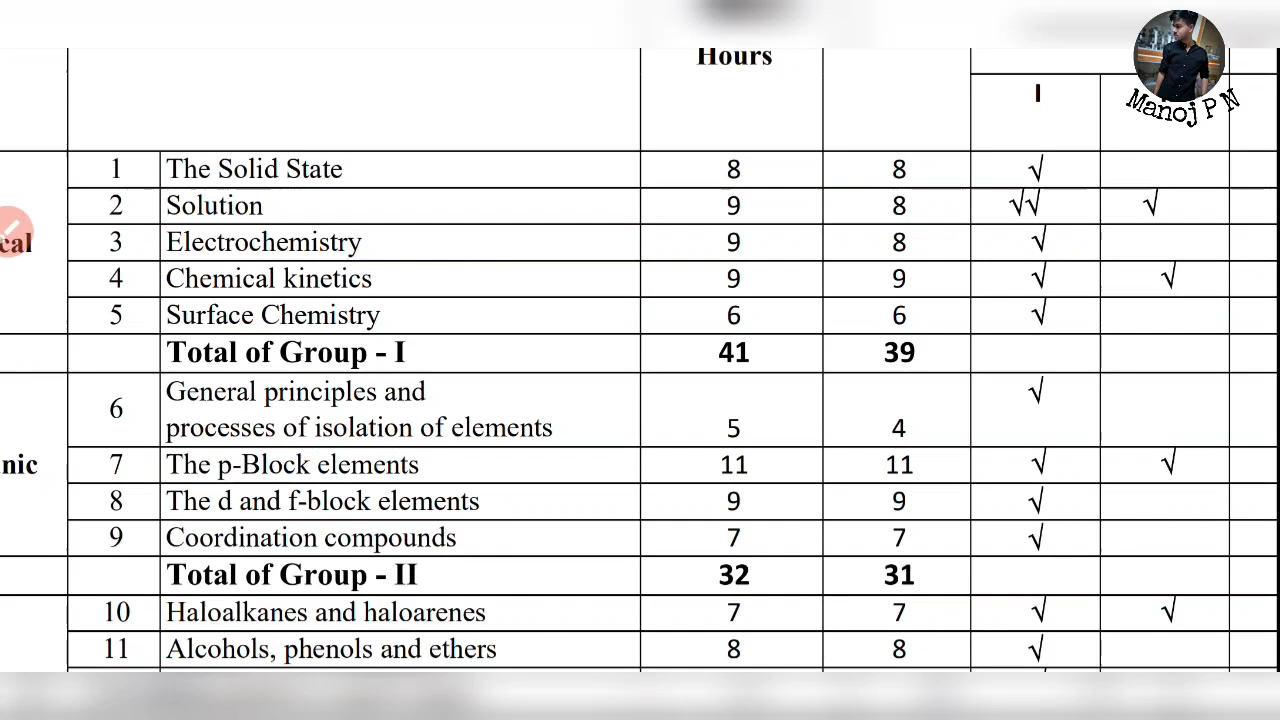 Hours
I
Manoj P N
1 The Solid State 8 8 √
2 Solution 9 8 √√ √
cal
3 Electrochemistry 9 8 √
4 Chemical kinetics 9 9 √ √
5 Surface Chemistry 6 6 √
Total of Group - I 41 39
6 General principles and √
processes of isolation of elements 5 4
nic 7 The p-Block elements 11 11 √ √
8 The d and f-block elements 9 9 √
9 Coordination compounds 7 7 √
Total of Group - II 32 31
10 Haloalkanes and haloarenes 7 7 √ √
11 Alcohols, phenols and ethers 8 8 √